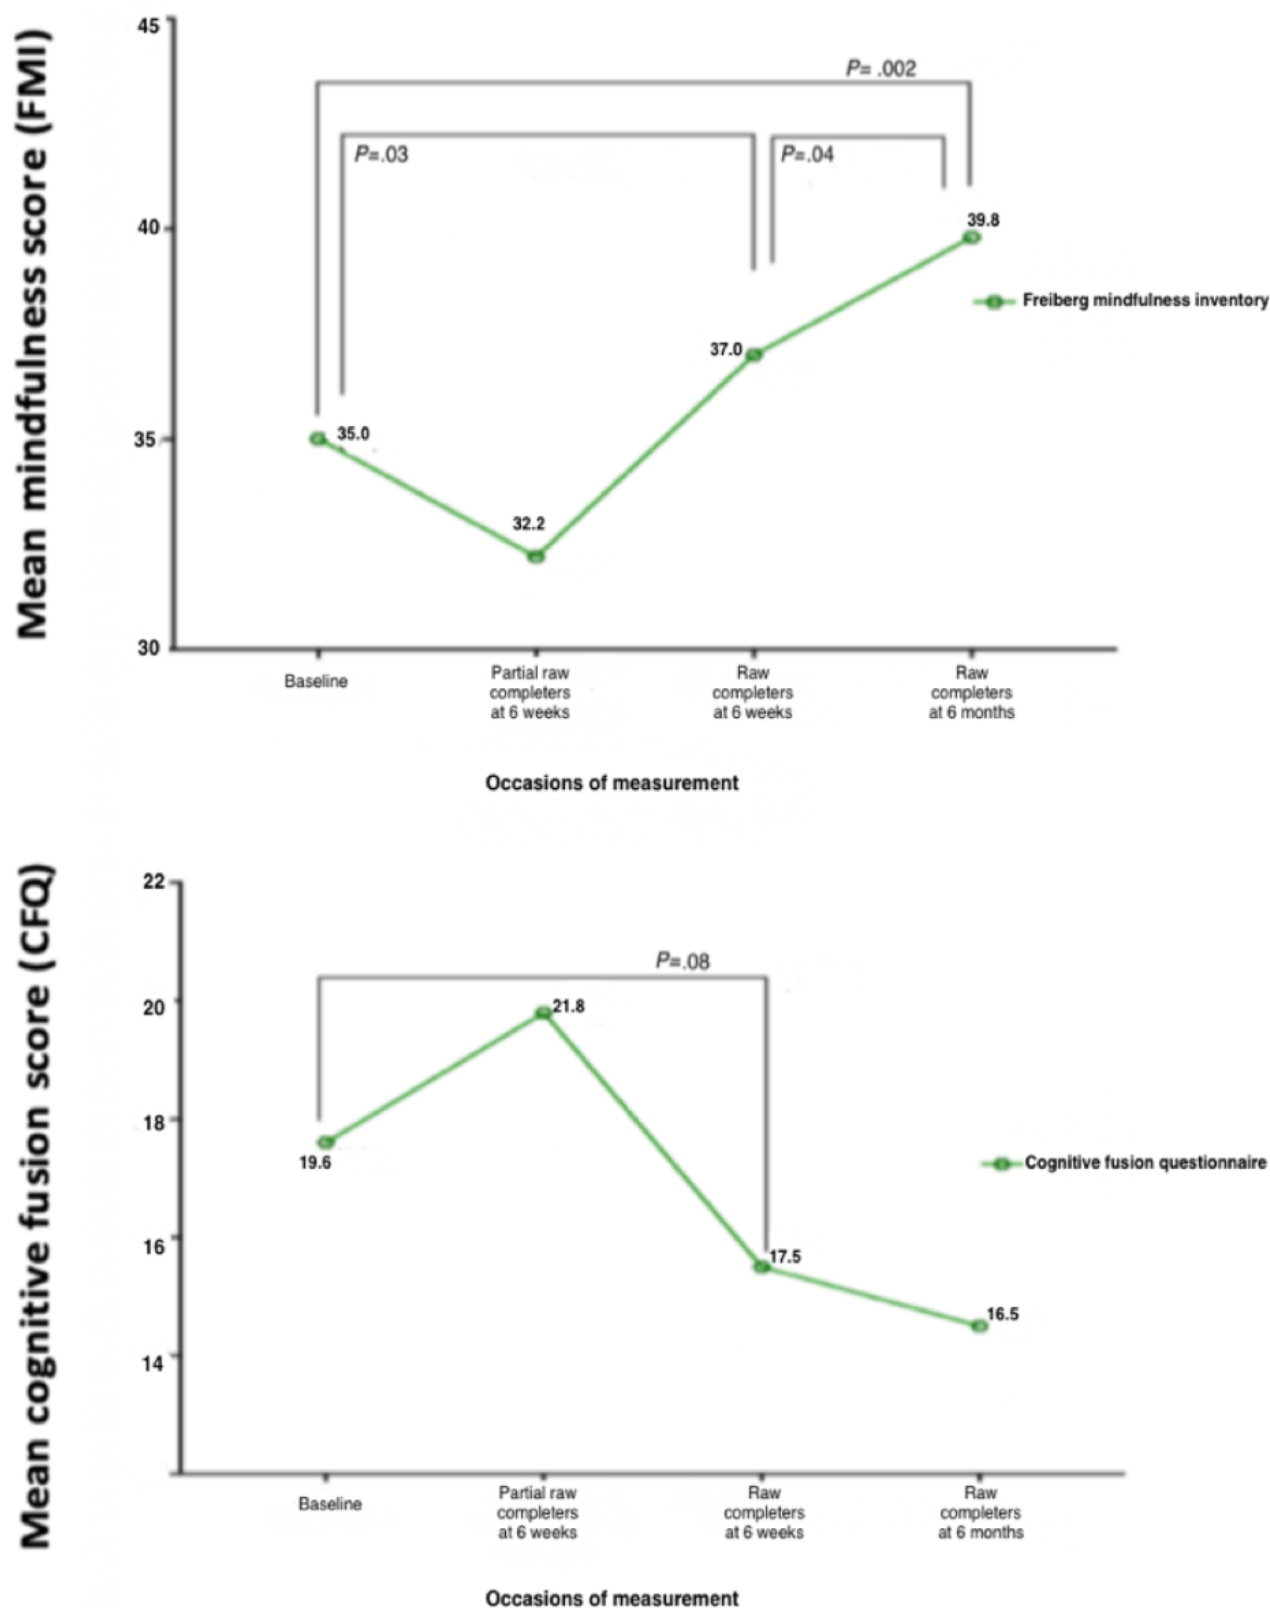 Mean mindfulness score (FMI)
45
P= .002
P=.03
P=.04
40
39.8
Freiberg mindfulness inventory
37.0
35
35.0
32.2
30
Baseline
Partial raw
completers
at 6 weeks
Raw
completers
at 6 weeks
Raw
completers
at 6 months
Occasions of measurement
Mean cognitive fusion score (CFQ)
22
P=.08
20
21.8
18
19.6
Cognitive fusion questionnaire
16
17.5
16.5
14
Baseline
Partial raw
completers
at 6 weeks
Raw
completers
at 6 weeks
Raw
completers
at 6 months
Occasions of measurement